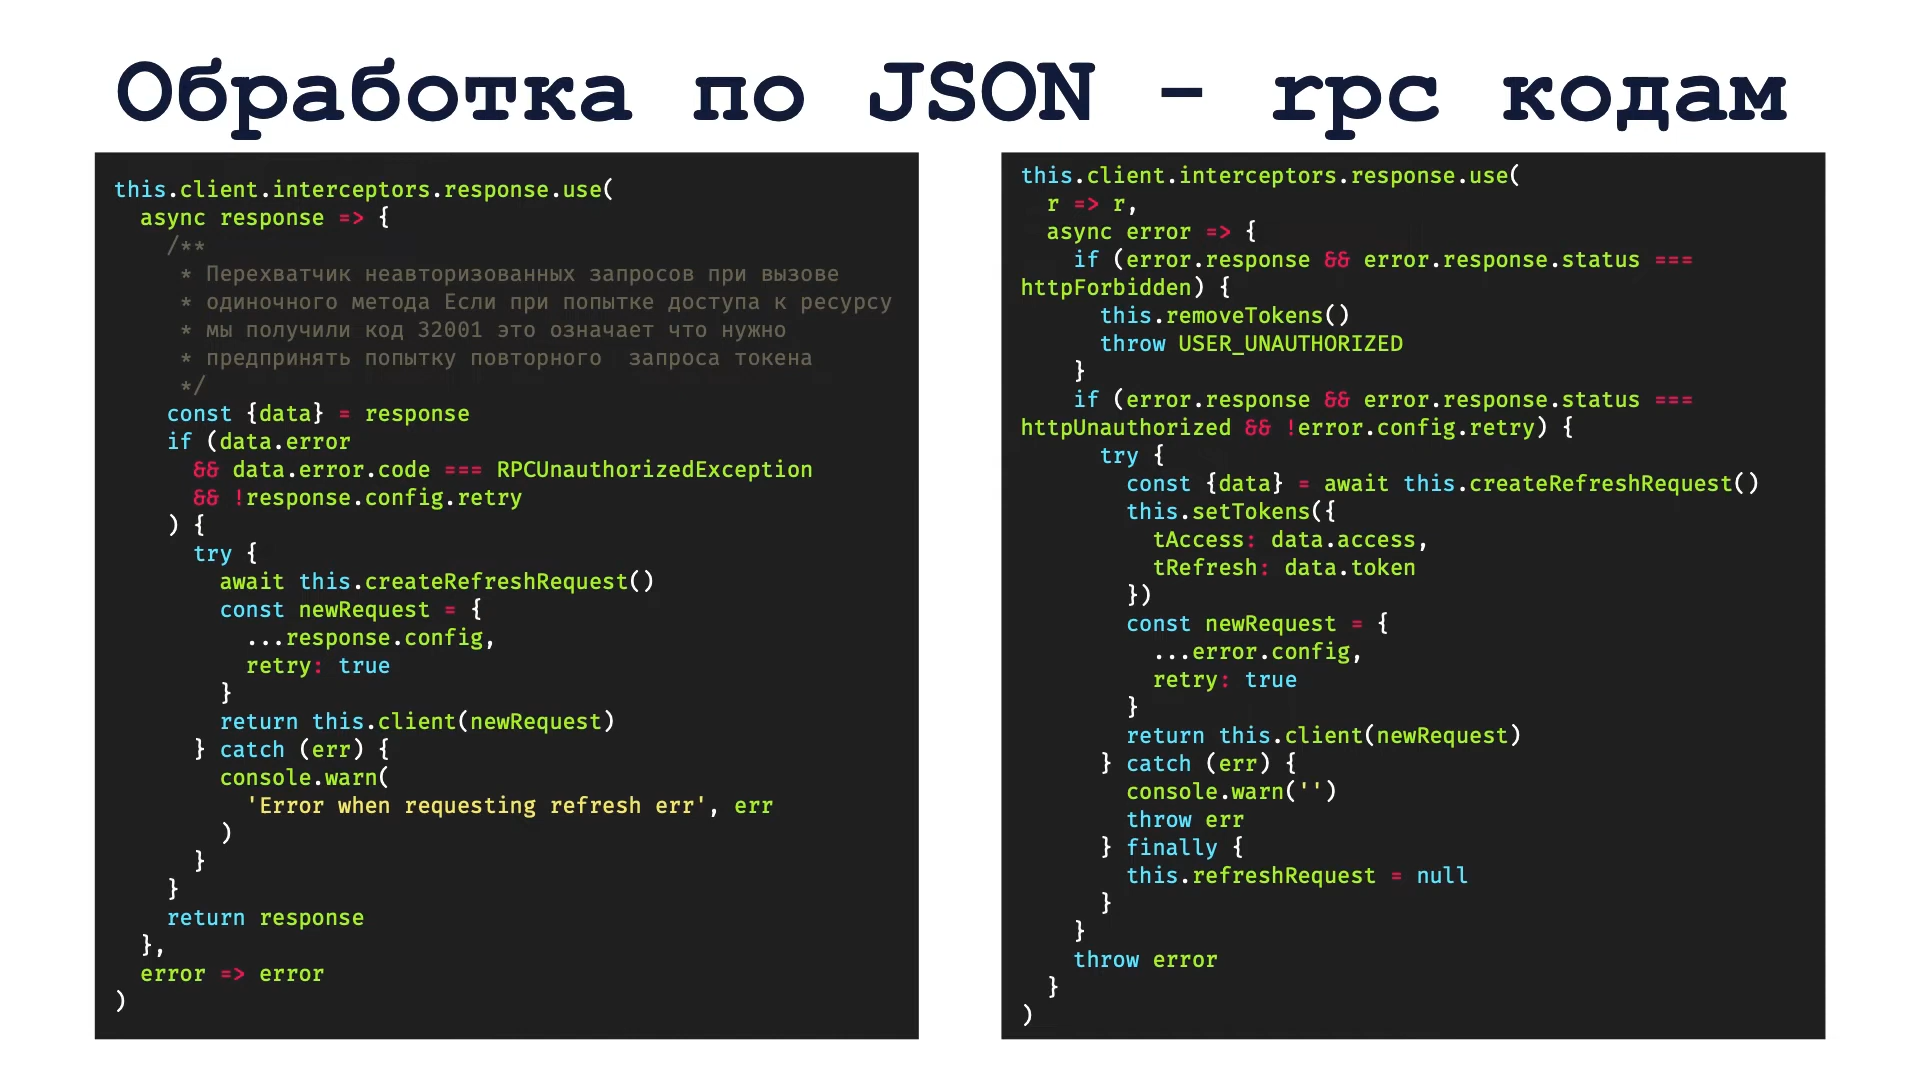 Обработка по JSON - rpc кодам
this.client.interceptors.response.use(
  async response => {
    /**
     * Перехватчик неавторизованных запросов при вызове
     * одиночного метода Если при попытке доступа к ресурсу
     * мы получили код 32001 это означает что нужно
     * предпринять попытку повторного  запроса токена
     */
    const {data} = response
    if (data.error
      && data.error.code === RPCUnauthorizedException
      && !response.config.retry
    ) {
      try {
        await this.createRefreshRequest()
        const newRequest = {
          ...response.config,
          retry: true
        }
        return this.client(newRequest)
      } catch (err) {
        console.warn(
          'Error when requesting refresh err', err
        )
      }
    }
    return response
  },
  error => error
)
this.client.interceptors.response.use(
  r => r,
  async error => {
    if (error.response && error.response.status ===
httpForbidden) {
      this.removeTokens()
      throw USER_UNAUTHORIZED
    }
    if (error.response && error.response.status ===
httpUnauthorized && !error.config.retry) {
      try {
        const {data} = await this.createRefreshRequest()
        this.setTokens({
          tAccess: data.access,
          tRefresh: data.token
        })
        const newRequest = {
          ...error.config,
          retry: true
        }
        return this.client(newRequest)
      } catch (err) {
        console.warn('')
        throw err
      } finally {
        this.refreshRequest = null
      }
    }
    throw error
  }
)